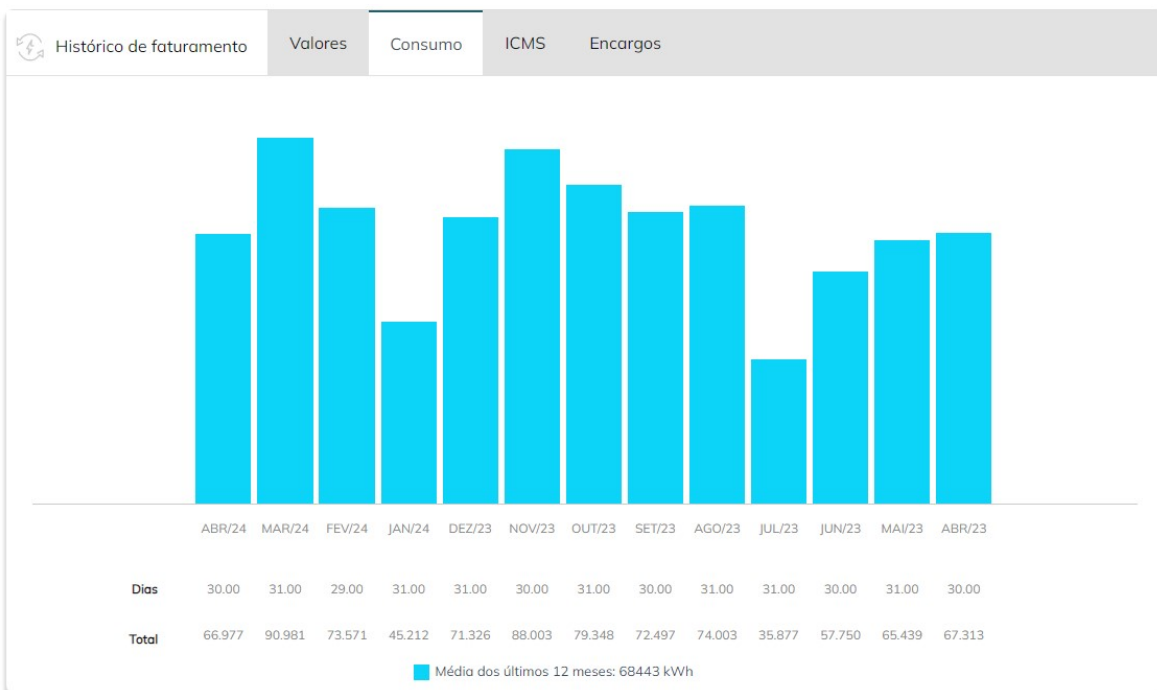 Histórico de faturamento Valores Consumo ICMS Encargos
ABR/24 MAR/24 FEV/24 JAN/24 DEZ/23 NOV/23 OUT/23 SET/23 AGO/23 JUL/23 JUN/23 MAI/23 ABR/23
Dias 30.00 31.00 29.00 31.00 31.00 30.00 31.00 30.00 31.00 31.00 30.00 31.00 30.00
Total 66.977 90.981 73.571 45.212 71.326 88.003 79.348 72.497 74.003 35.877 57.750 65.439 67.313
Média dos últimos 12 meses: 68443 kWh